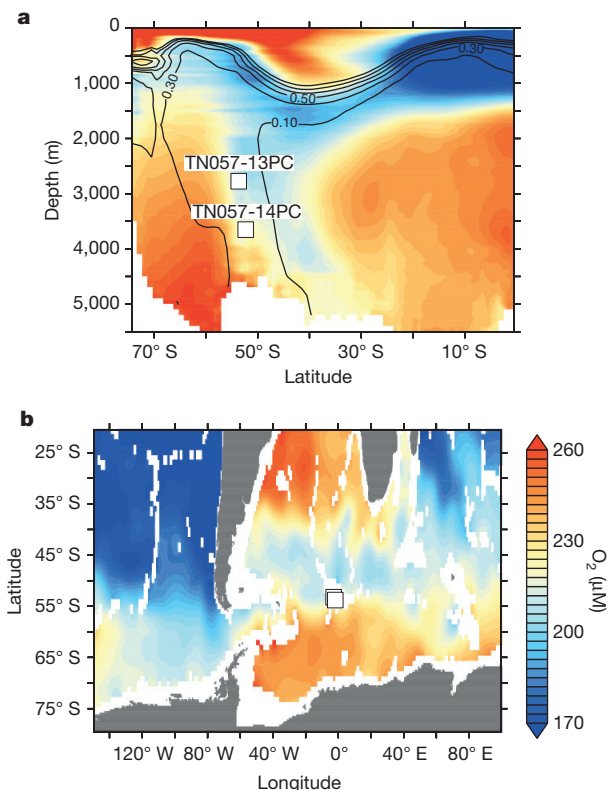 a
0
1,000
2,000
3,000
4,000
5,000
Depth (m)
0.30
0.30
0.50
0.10
TN057-13PC
TN057-14PC
70° S 50° S 30° S 10° S
Latitude
b
25° S
35° S
45° S
55° S
65° S
75° S
Latitude
120° W 80° W 40° W 0° 40° E 80° E
Longitude
260
230
200
170
O₂ (μM)